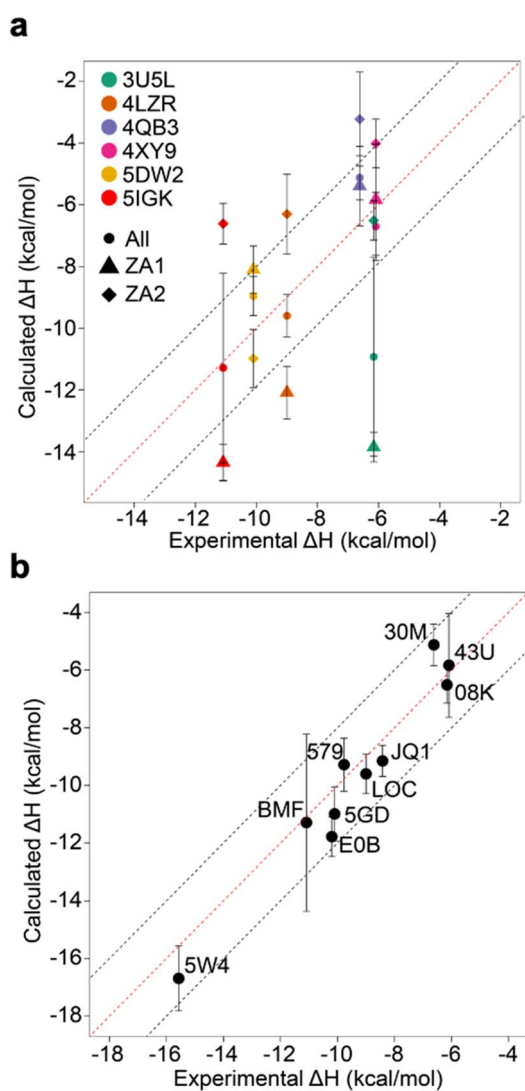 a
Calculated ΔH (kcal/mol)
-2
-4
-6
-8
-10
-12
-14
3U5L
4LZR
4QB3
4XY9
5DW2
5IGK
All
ZA1
ZA2
-14 -12 -10 -8 -6 -4 -2
Experimental ΔH (kcal/mol)
b
Calculated ΔH (kcal/mol)
-4
-6
-8
-10
-12
-14
-16
-18
30M
43U
08K
579
JQ1
LOC
BMF
5GD
E0B
5W4
-18 -16 -14 -12 -10 -8 -6 -4
Experimental ΔH (kcal/mol)